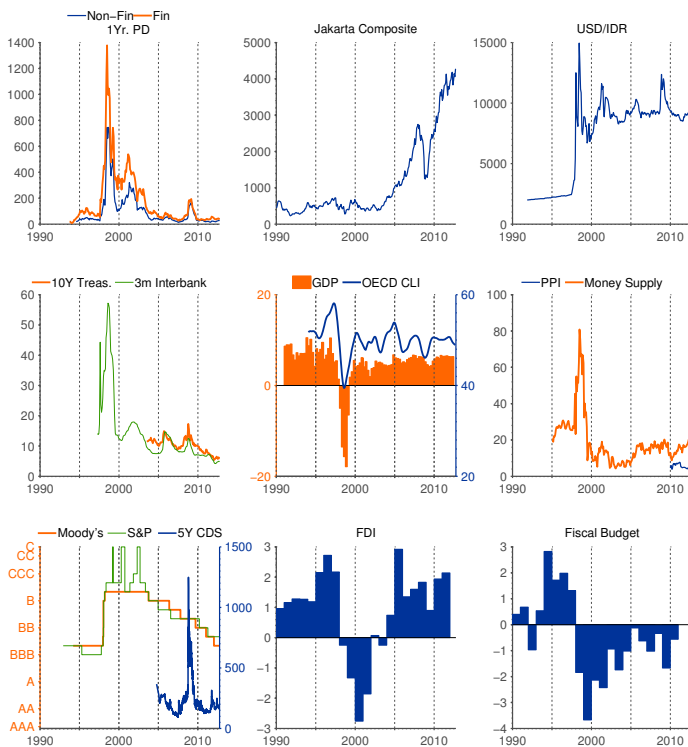 Non-Fin Fin
1Yr. PD
1400
1200
1000
800
600
400
200
0
1990 2000 2010
Jakarta Composite
5000
4000
3000
2000
1000
0
1990 2000 2010
USD/IDR
15000
10000
5000
0
1990 2000 2010
10Y Treas. 3m Interbank
60
50
40
30
20
10
0
1990 2000 2010
GDP OECD CLI
20
0
−20
60
40
20
1990 2000 2010
PPI Money Supply
100
80
60
40
20
0
1990 2000 2010
Moody's S&P 5Y CDS
C
CC
CCC
B
BB
BBB
A
AA
AAA
1500
1000
500
0
1990 2000 2010
FDI
3
2
1
0
−1
−2
−3
1990 2000 2010
Fiscal Budget
3
2
1
0
−1
−2
−3
−4
1990 2000 2010